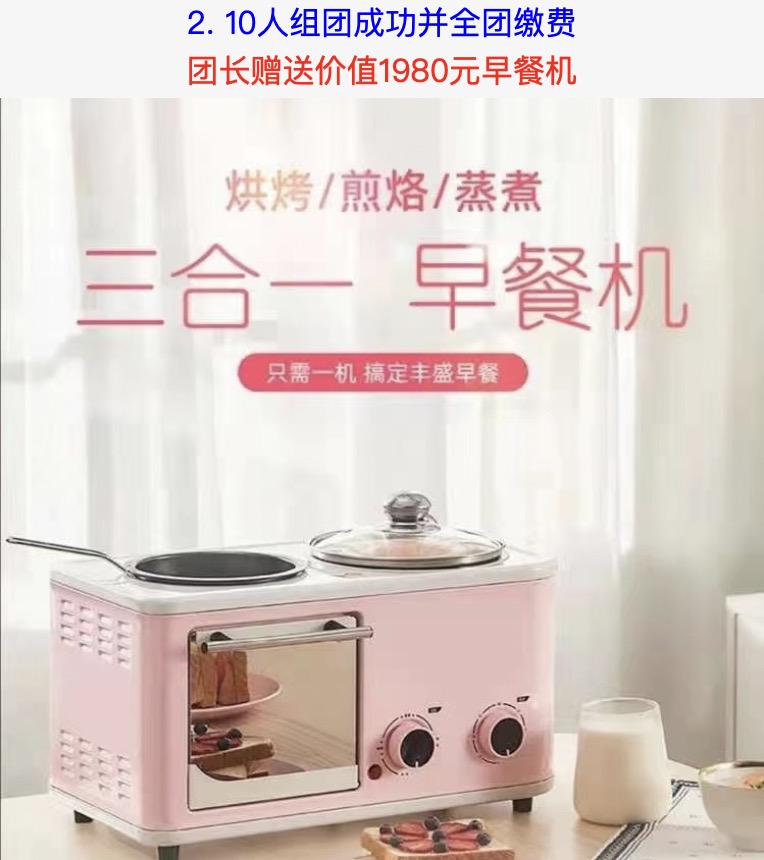 2. 10人组团成功并全团缴费
团长赠送价值1980元早餐机
烘烤/煎烙/蒸煮
三合一 早餐机
只需一机 搞定丰盛早餐